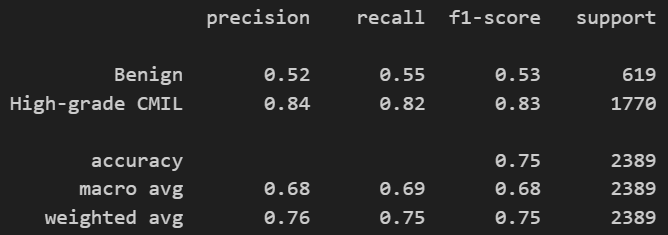 precision recall f1-score support
Benign 0.52 0.55 0.53 619
High-grade CMIL 0.84 0.82 0.83 1770
accuracy 0.75 2389
macro avg 0.68 0.69 0.68 2389
weighted avg 0.76 0.75 0.75 2389